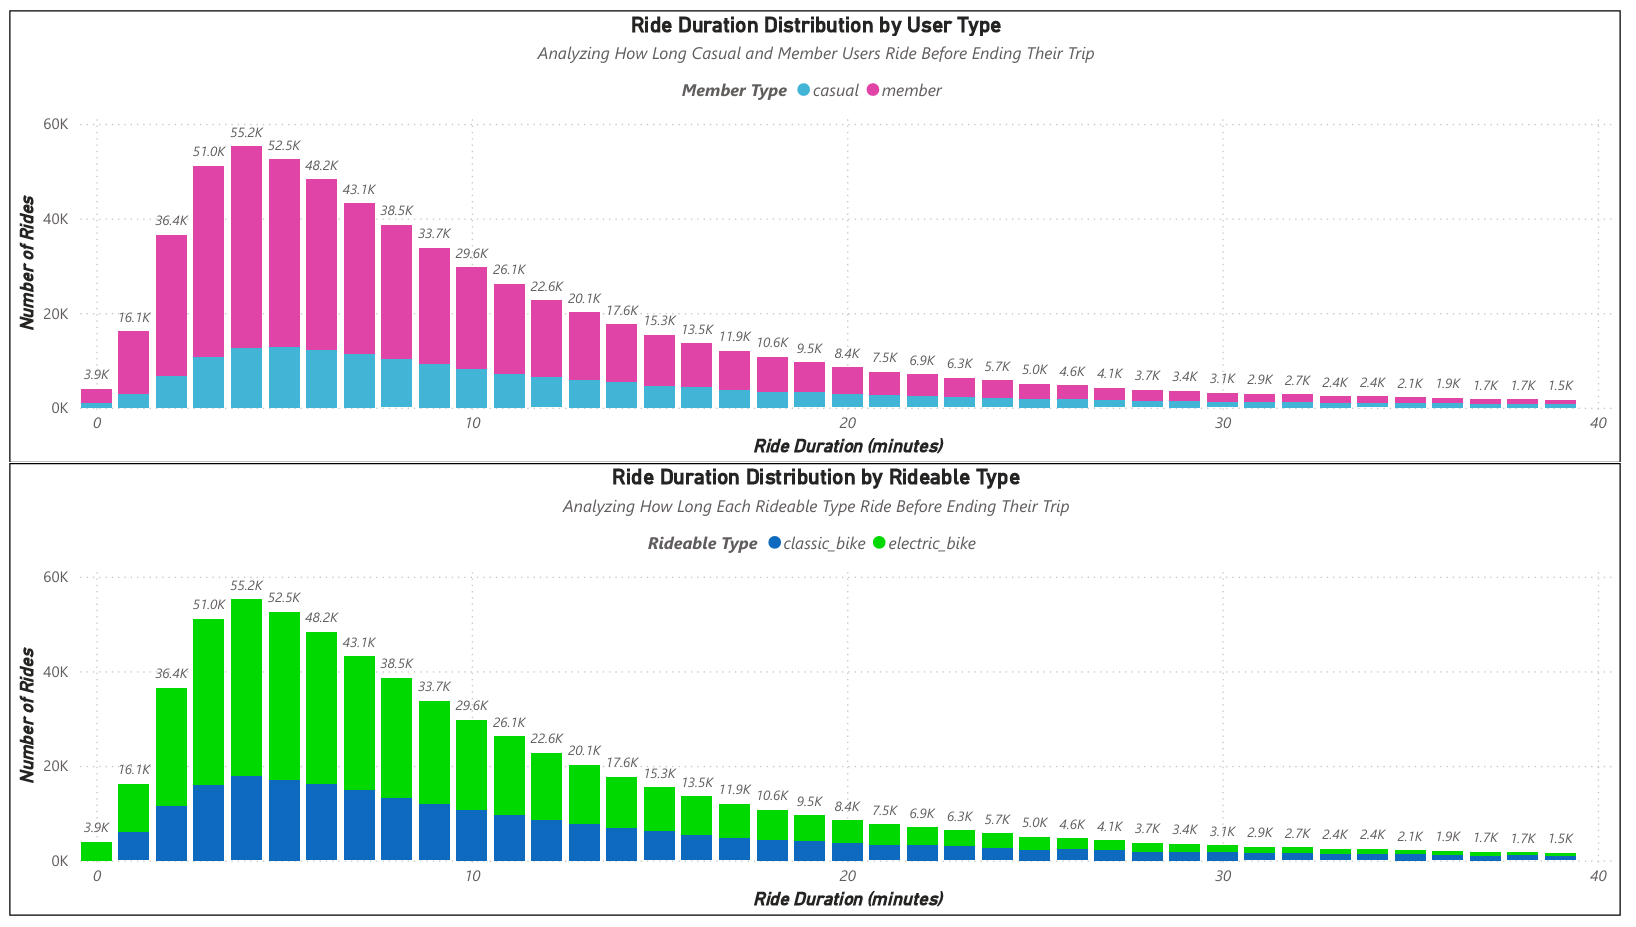 Ride Duration Distribution by User Type
Analyzing How Long Casual and Member Users Ride Before Ending Their Trip
Member Type casual member
Number of Rides
60K
40K
20K
0K
3.9K 16.1K 36.4K 51.0K 55.2K 52.5K 48.2K 43.1K 38.5K 33.7K 29.6K 26.1K 22.6K 20.1K 17.6K 15.3K 13.5K 11.9K 10.6K 9.5K 8.4K 7.5K 6.9K 6.3K 5.7K 5.0K 4.6K 4.1K 3.7K 3.4K 3.1K 2.9K 2.7K 2.4K 2.4K 2.1K 1.9K 1.7K 1.7K 1.5K
0 10 20 30 40
Ride Duration (minutes)
Ride Duration Distribution by Rideable Type
Analyzing How Long Each Rideable Type Ride Before Ending Their Trip
Rideable Type classic_bike electric_bike
Number of Rides
60K
40K
20K
0K
3.9K 16.1K 36.4K 51.0K 55.2K 52.5K 48.2K 43.1K 38.5K 33.7K 29.6K 26.1K 22.6K 20.1K 17.6K 15.3K 13.5K 11.9K 10.6K 9.5K 8.4K 7.5K 6.9K 6.3K 5.7K 5.0K 4.6K 4.1K 3.7K 3.4K 3.1K 2.9K 2.7K 2.4K 2.4K 2.1K 1.9K 1.7K 1.7K 1.5K
0 10 20 30 40
Ride Duration (minutes)